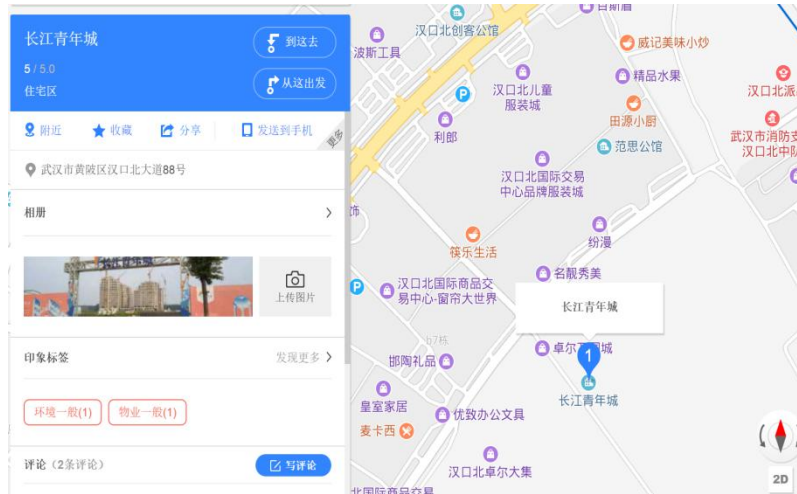 长江青年城
到这去
5 / 5.0
住宅区
从这出发
附近
收藏
分享
发送到手机
更多
武汉市黄陂区汉口北大道88号
相册
上传图片
印象标签
发现更多
环境一般(1)
物业一般(1)
评论（2条评论）
写评论
汉口北创客公馆
波斯工具
威记美味小炒
汉口北儿童
服装城
精品水果
汉口北派
P
利郎
田源小厨
范思公馆
武汉市消防支
汉口北中队
汉口北国际交易
中心品牌服装城
饰
筷乐生活
纷漫
名靓秀美
P
汉口北国际商品交
易中心-窗帘大世界
长江青年城
b7栋
1
邯陶礼品
长江青年城
皇室家居
优致办公文具
麦卡西
汉口北卓尔大集
2D